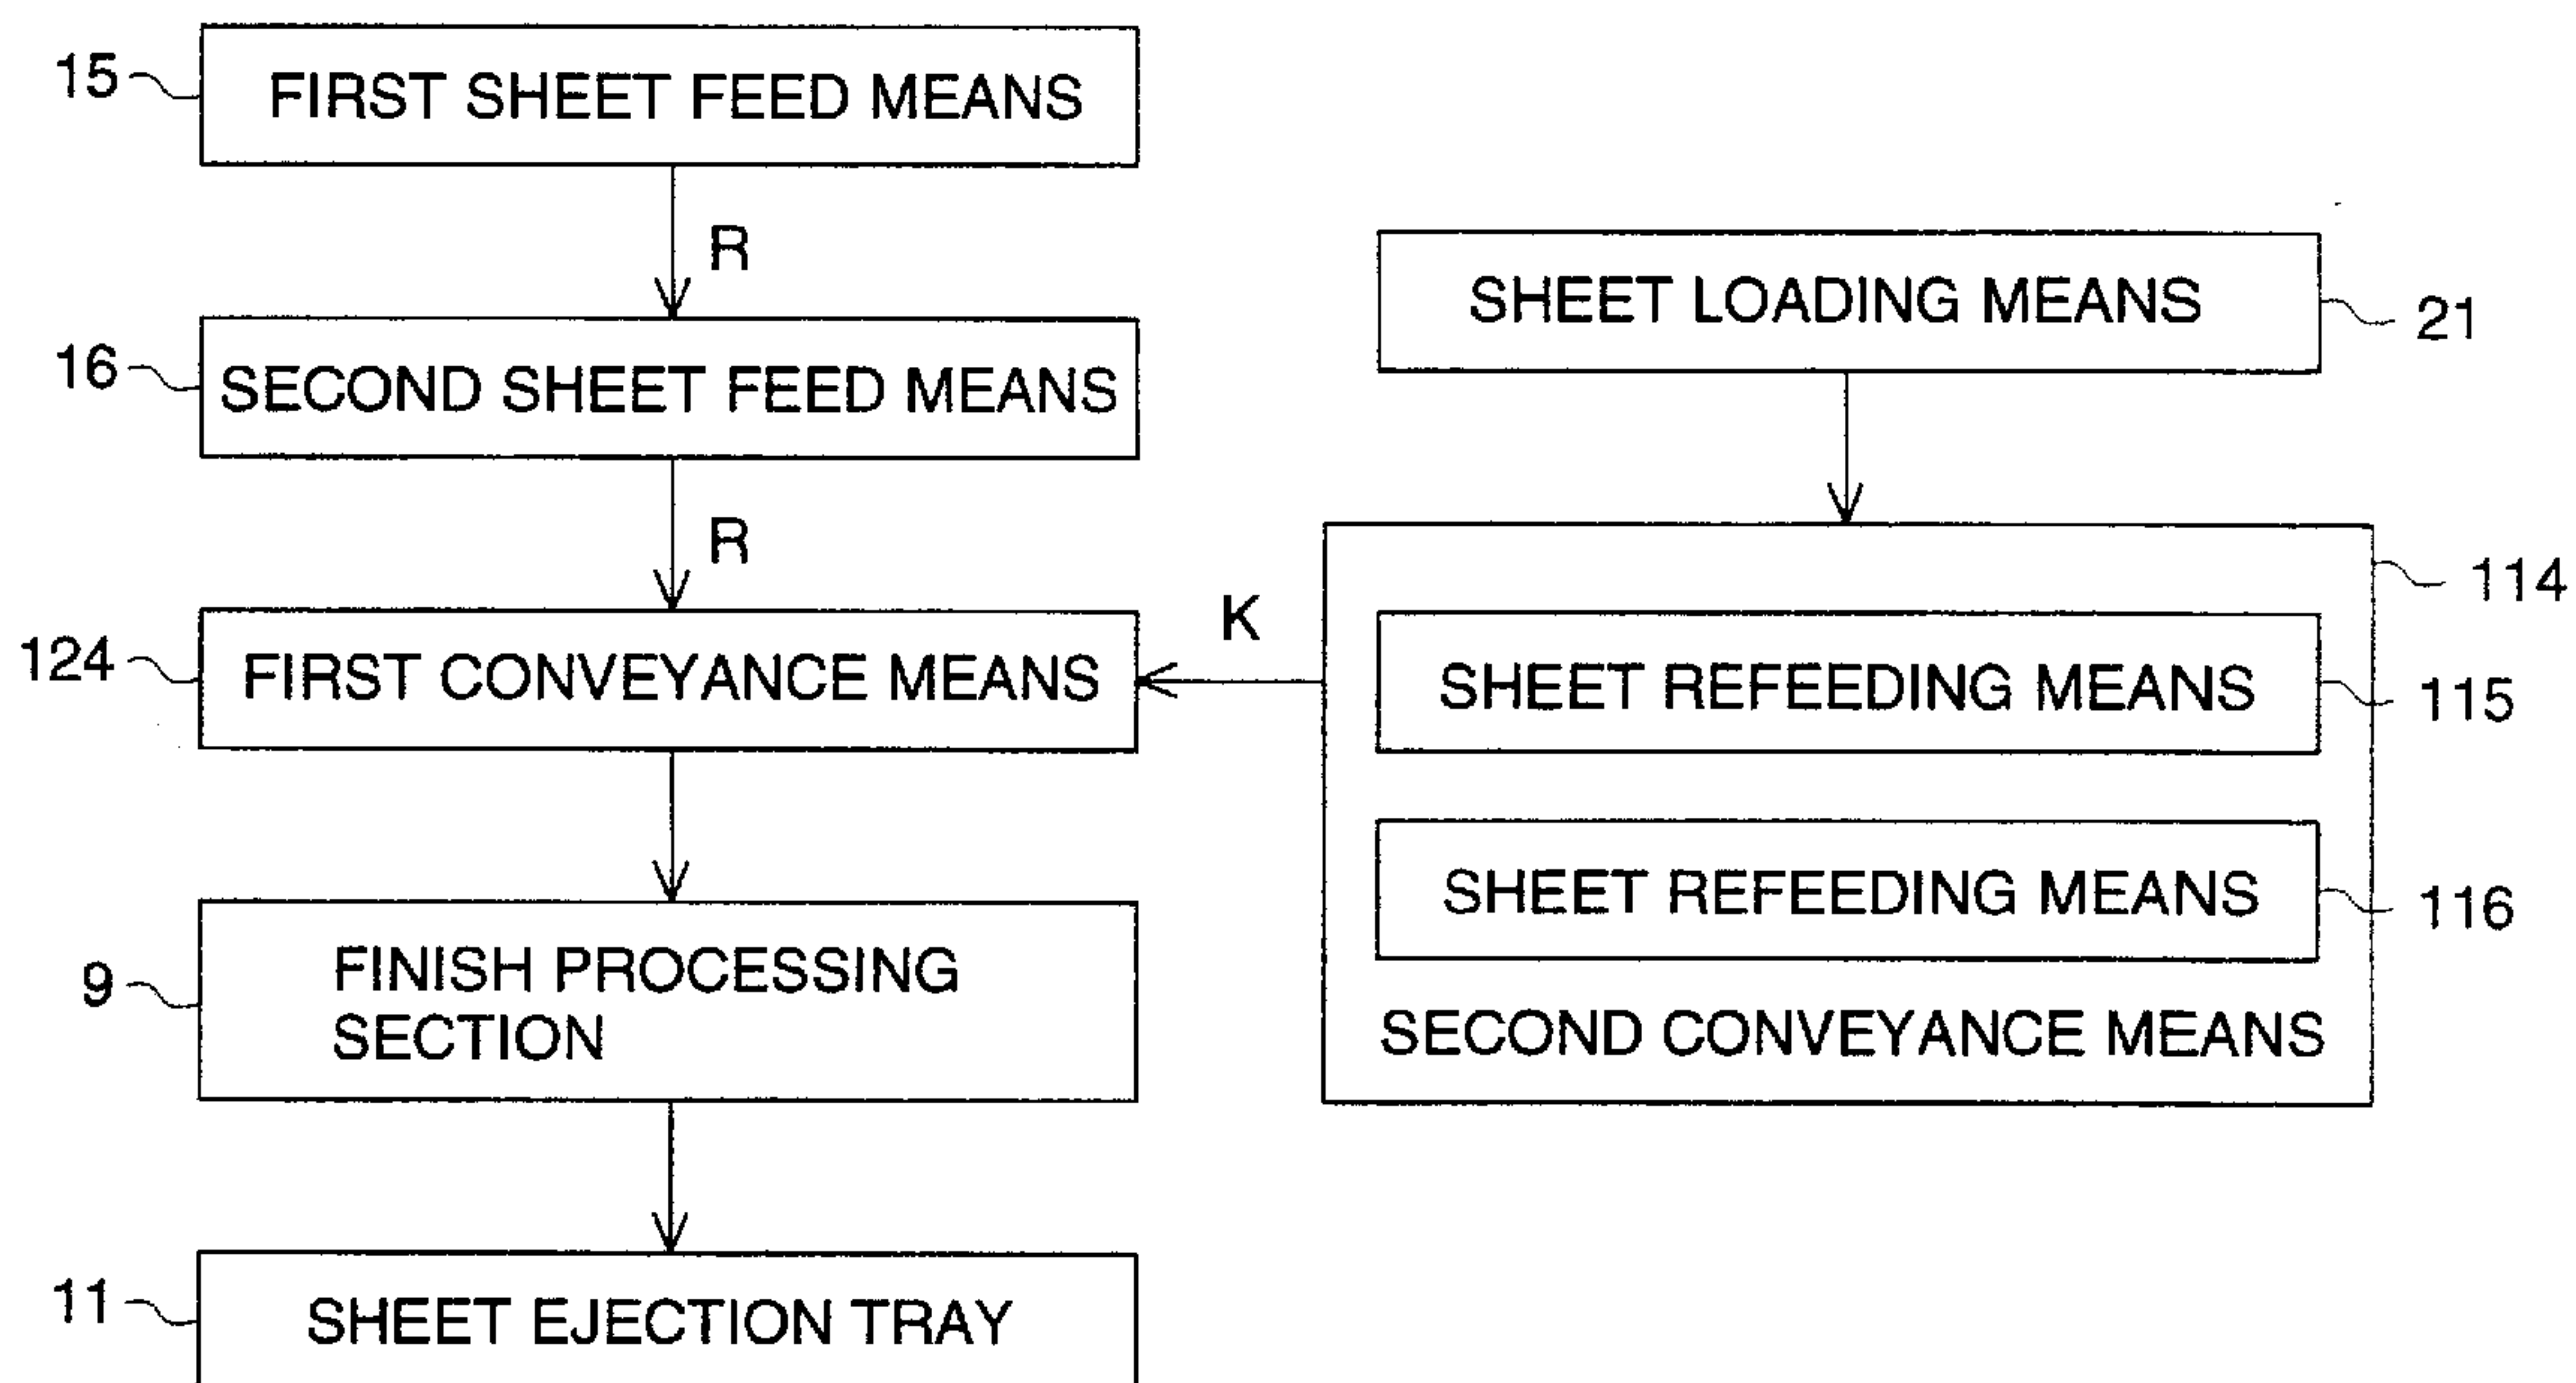 15
FIRST SHEET FEED MEANS
R
16
SECOND SHEET FEED MEANS
R
124
FIRST CONVEYANCE MEANS
9
FINISH PROCESSING
SECTION
11
SHEET EJECTION TRAY
K
SHEET LOADING MEANS
21
114
SHEET REFEEDING MEANS
115
SHEET REFEEDING MEANS
116
SECOND CONVEYANCE MEANS